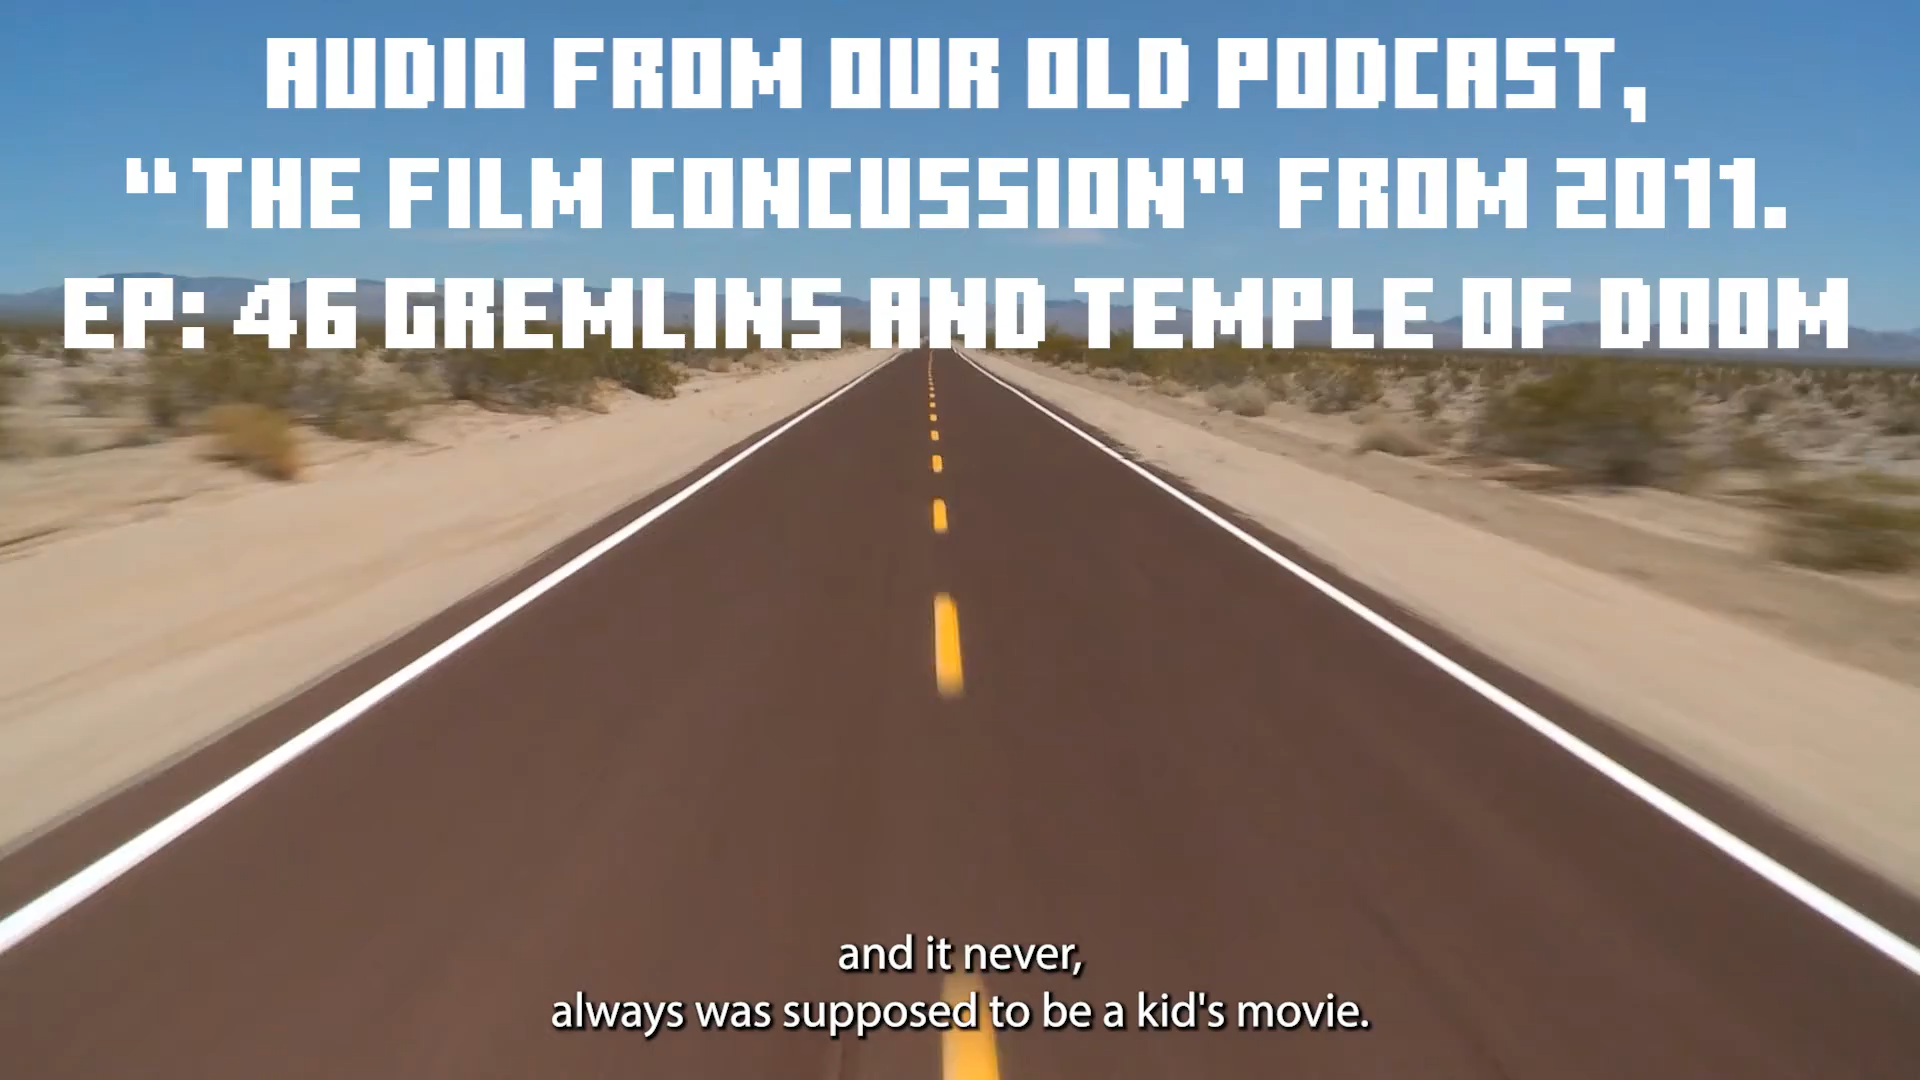 AUDIO FROM OUR OLD PODCAST,
“THE FILM CONCUSSION” FROM 2011.
EP: 46 GREMLINS AND TEMPLE OF DOOM
and it never,
always was supposed to be a kid's movie.